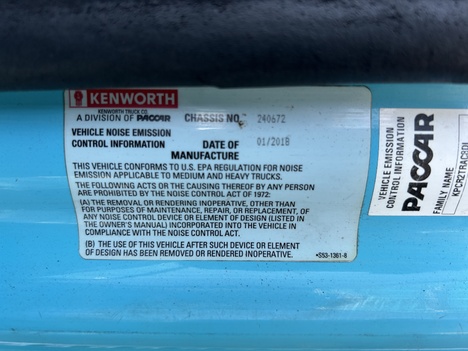 KENWORTH
KENWORTH TRUCK CO.
A DIVISION OF PACCAR CHASSIS NO. 240672
VEHICLE NOISE EMISSION
CONTROL INFORMATION DATE OF MANUFACTURE 01/2018
THIS VEHICLE CONFORMS TO U.S. EPA REGULATION FOR NOISE
EMISSION APPLICABLE TO MEDIUM AND HEAVY TRUCKS.
THE FOLLOWING ACTS OR THE CAUSING THEREOF BY ANY PERSON
ARE PROHIBITED BY THE NOISE CONTROL ACT OF 1972:
(A) THE REMOVAL OR RENDERING INOPERATIVE, OTHER THAN
FOR PURPOSES OF MAINTENANCE, REPAIR, OR REPLACEMENT, OF
ANY NOISE CONTROL DEVICE OR ELEMENT OF DESIGN (LISTED IN
THE OWNER'S MANUAL) INCORPORATED INTO THE VEHICLE IN
COMPLIANCE WITH THE NOISE CONTROL ACT.
(B) THE USE OF THIS VEHICLE AFTER SUCH DEVICE OR ELEMENT
OF DESIGN HAS BEEN REMOVED OR RENDERED INOPERATIVE.
•S53-1361-8
VEHICLE EMISSION
CONTROL INFORMATION
PACCAR
FAMILY NAME